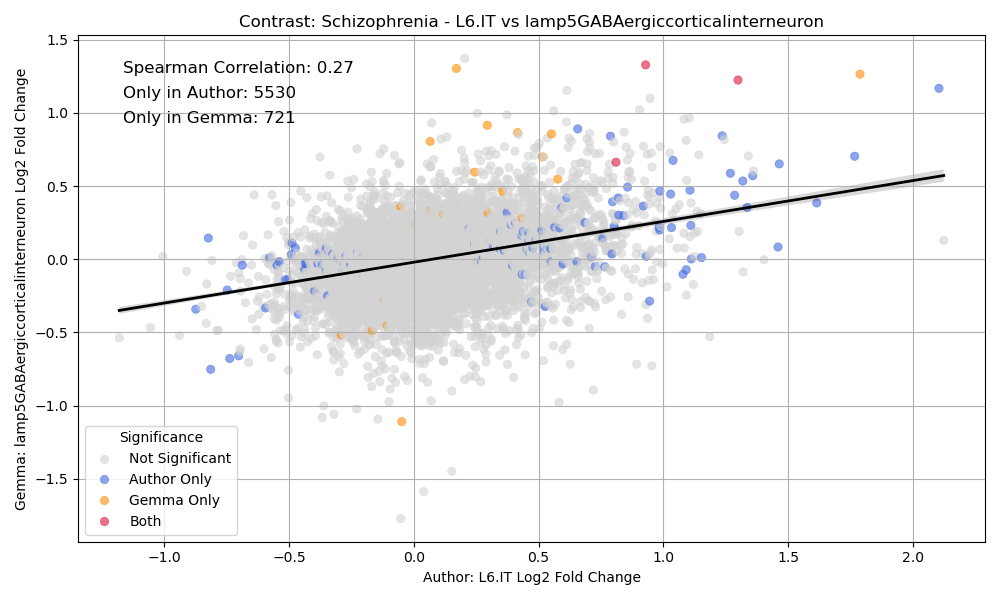 Contrast: Schizophrenia - L6.IT vs lamp5GABAergiccorticalinterneuron
Spearman Correlation: 0.27
Only in Author: 5530
Only in Gemma: 721
Gemma: lamp5GABAergiccorticalinterneuron Log2 Fold Change
1.5
1.0
0.5
0.0
−0.5
−1.0
−1.5
Significance
Not Significant
Author Only
Gemma Only
Both
−1.0 −0.5 0.0 0.5 1.0 1.5 2.0
Author: L6.IT Log2 Fold Change